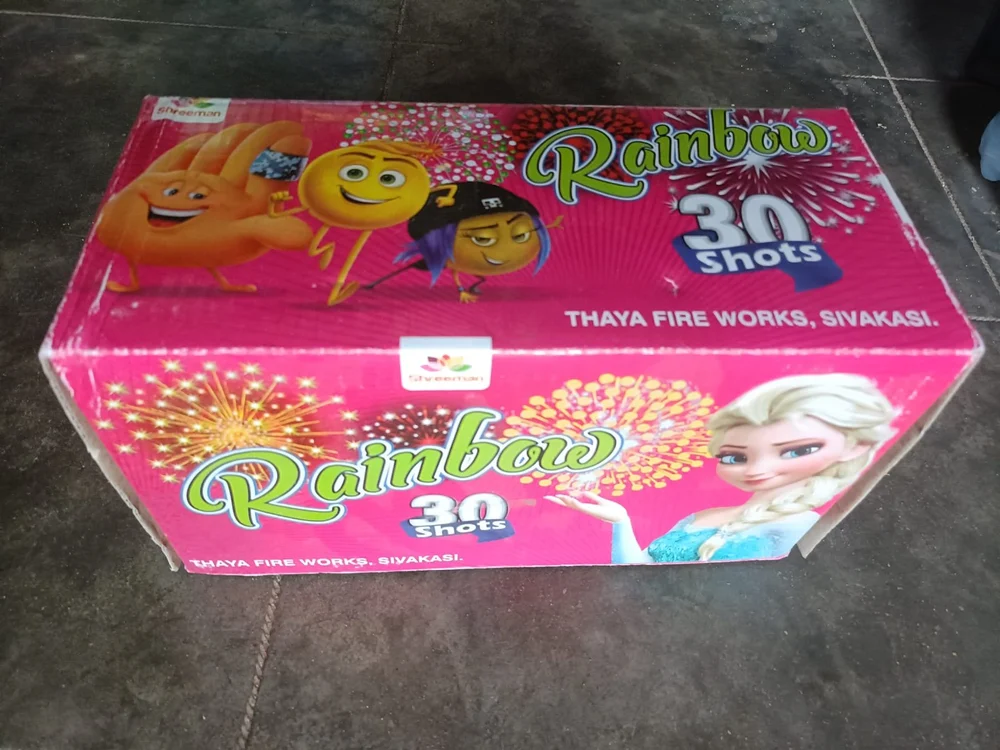 Shreeman
Rainbow
30
Shots
THAYA FIRE WORKS, SIVAKASI.
Shreeman
Rainbow
30
Shots
THAYA FIRE WORKS, SIVAKASI.